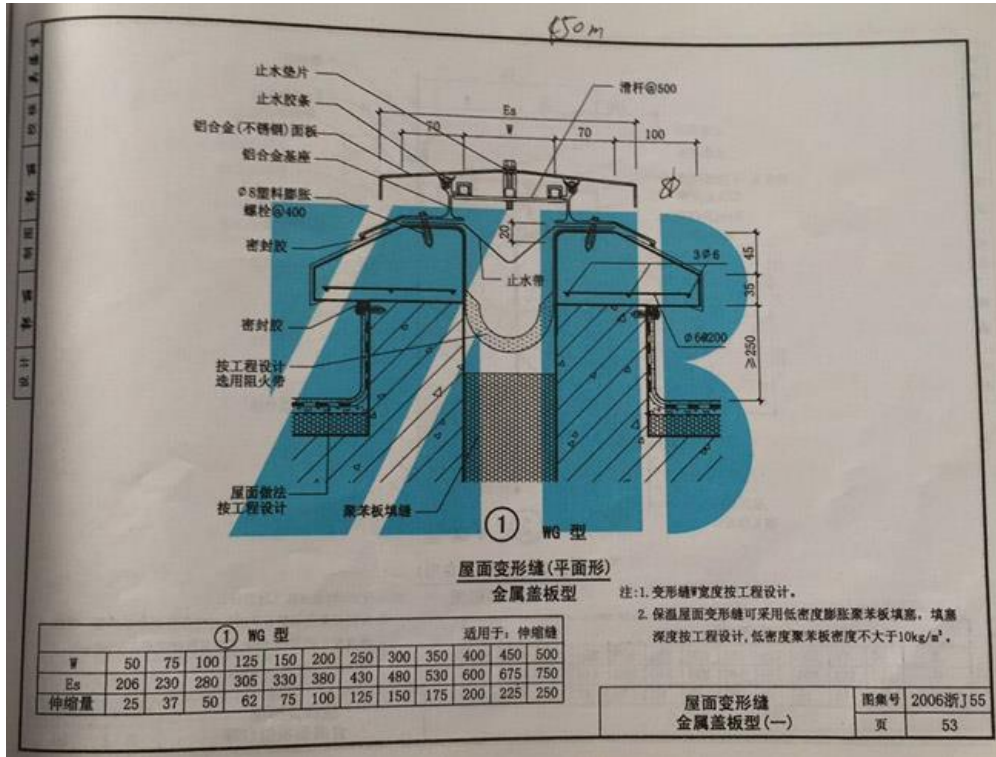 450m
止水垫片
滑杆@500
止水胶条
Es
铝合金(不锈钢)面板
70
W
70
100
铝合金基座
φ8塑料膨胀
螺栓@400
20
密封胶
3φ6
45
止水带
35
密封胶
φ6@200
≥250
按工程设计
选用阻火带
屋面做法
按工程设计
聚苯板填缝
① WG 型
屋面变形缝(平面形)
金属盖板型
注:1. 变形缝W宽度按工程设计。
2. 保温屋面变形缝可采用低密度膨胀聚苯板填塞, 填塞
深度按工程设计,低密度聚苯板密度不大于10kg/m³。
① WG 型 适用于: 伸缩缝
W 50 75 100 125 150 200 250 300 350 400 450 500
Es 206 230 280 305 330 380 430 480 530 600 675 750
伸缩量 25 37 50 62 75 100 125 150 175 200 225 250
屋面变形缝
金属盖板型(一)
图集号 2006浙J55
页 53
设计
制图